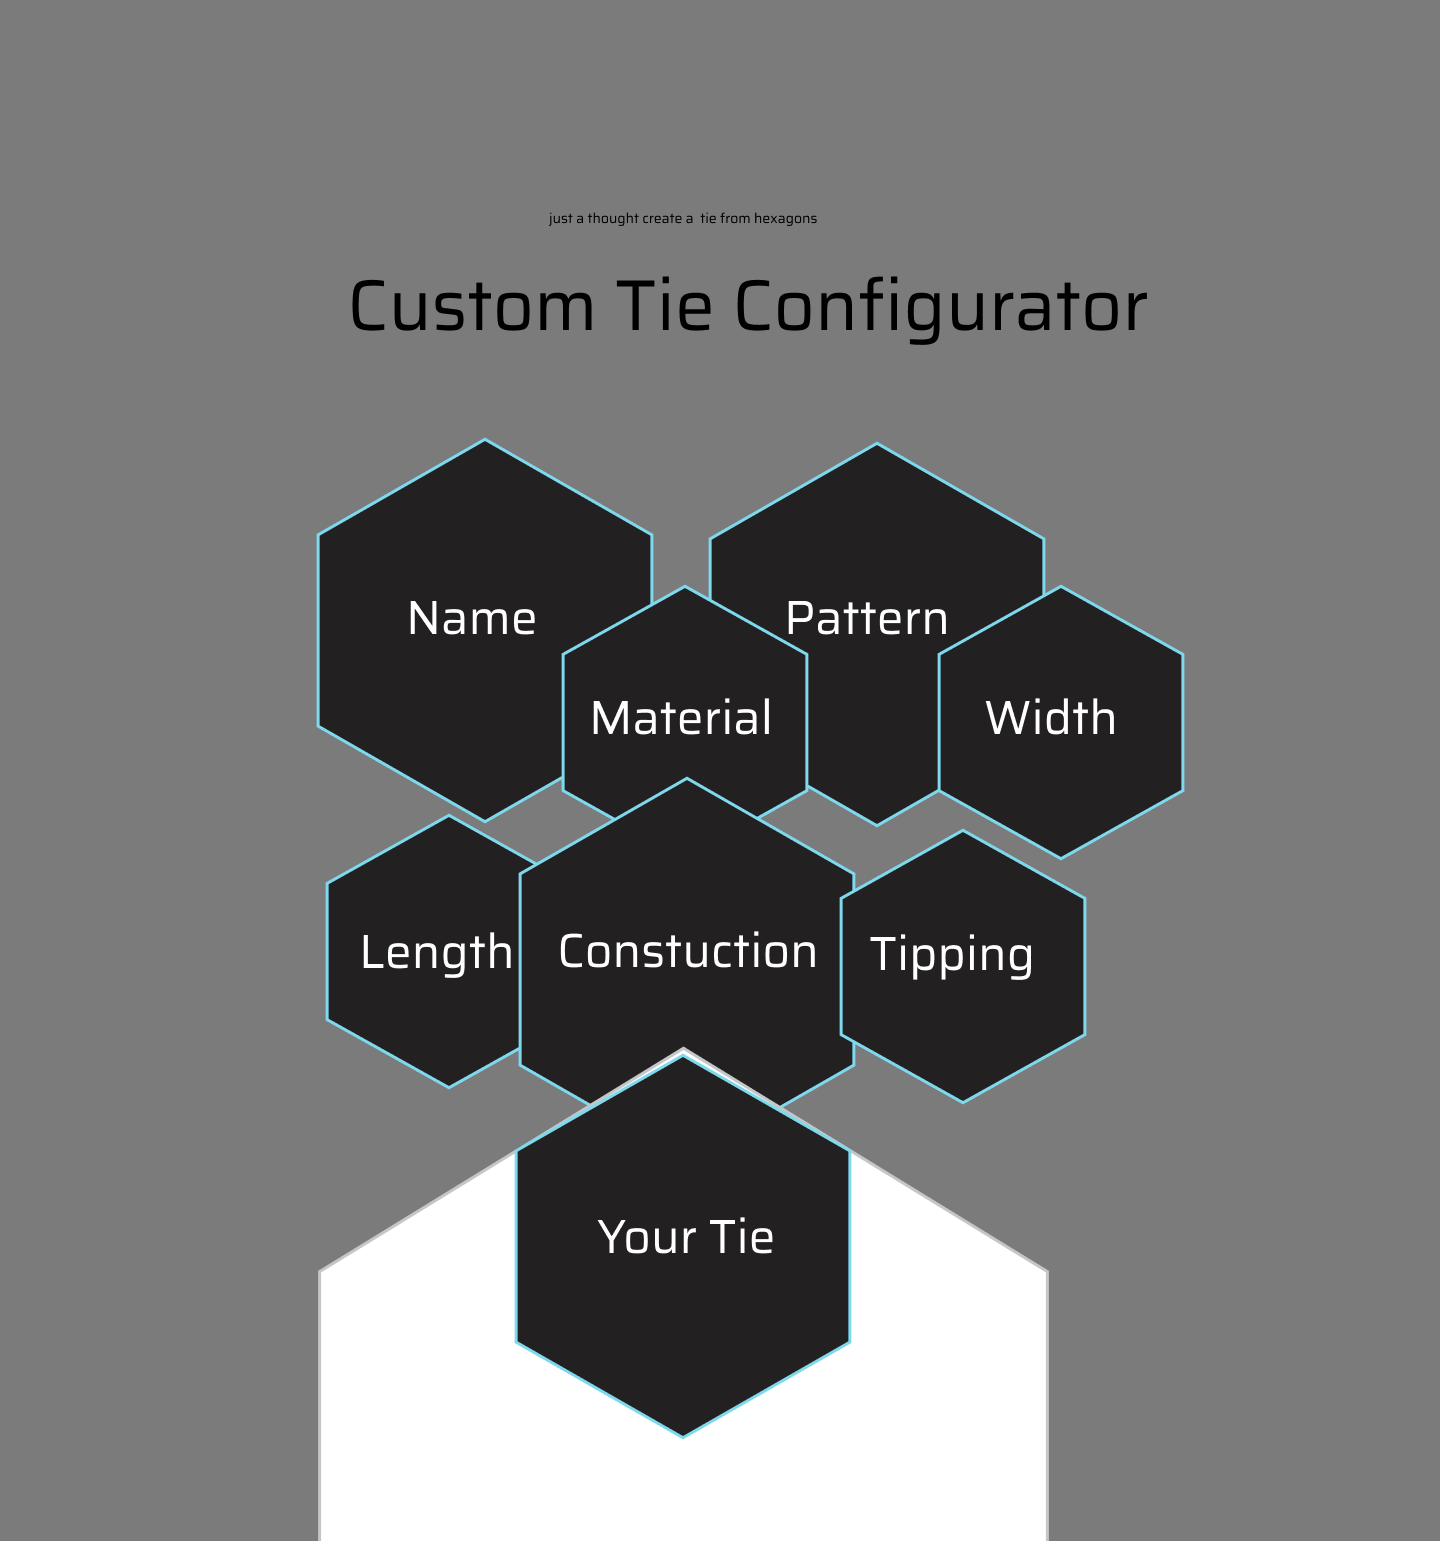 just a thought create a  tie from hexagons
Custom Tie Configurator
Name
Pattern
Material
Width
Length
Constuction
Tipping
Your Tie